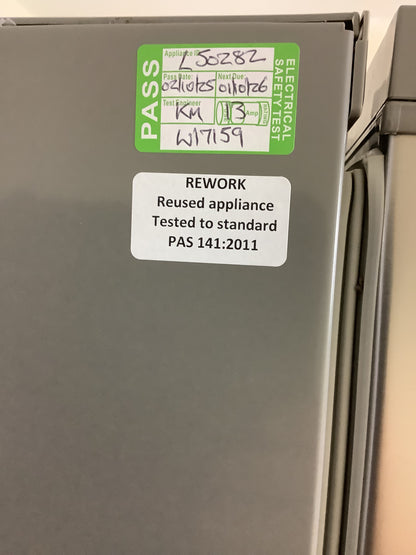 PASS
ELECTRICAL
SAFETY TEST
Appliance ID
L50282
Pass Date: Next Due:
02/10/25 01/10/26
Test Engineer
KM 13 Amp
W17159
REWORK
Reused appliance
Tested to standard
PAS 141:2011